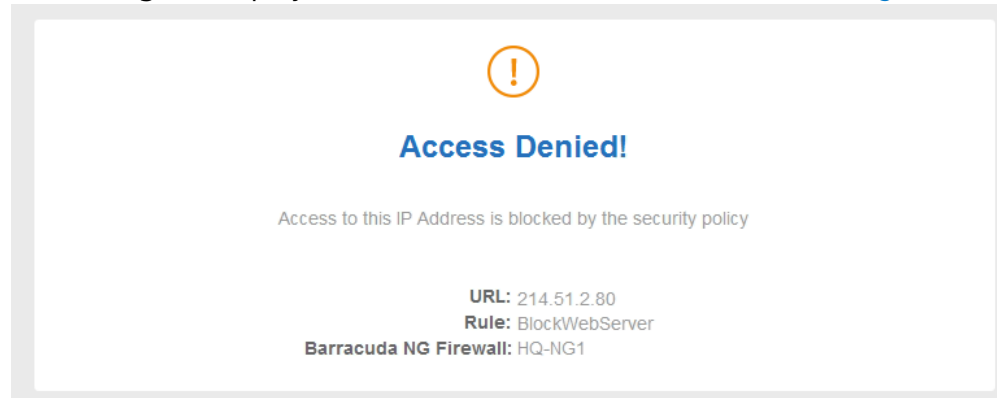 !
Access Denied!
Access to this IP Address is blocked by the security policy
URL: 214.51.2.80
Rule: BlockWebServer
Barracuda NG Firewall: HQ-NG1